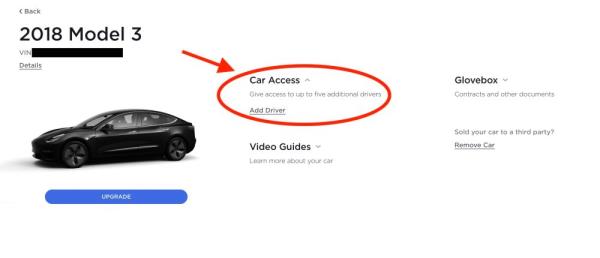 < Back
2018 Model 3
VIN
Details
UPGRADE
Car Access
Give access to up to five additional drivers
Add Driver
Video Guides
Learn more about your car
Glovebox
Contracts and other documents
Sold your car to a third party?
Remove Car